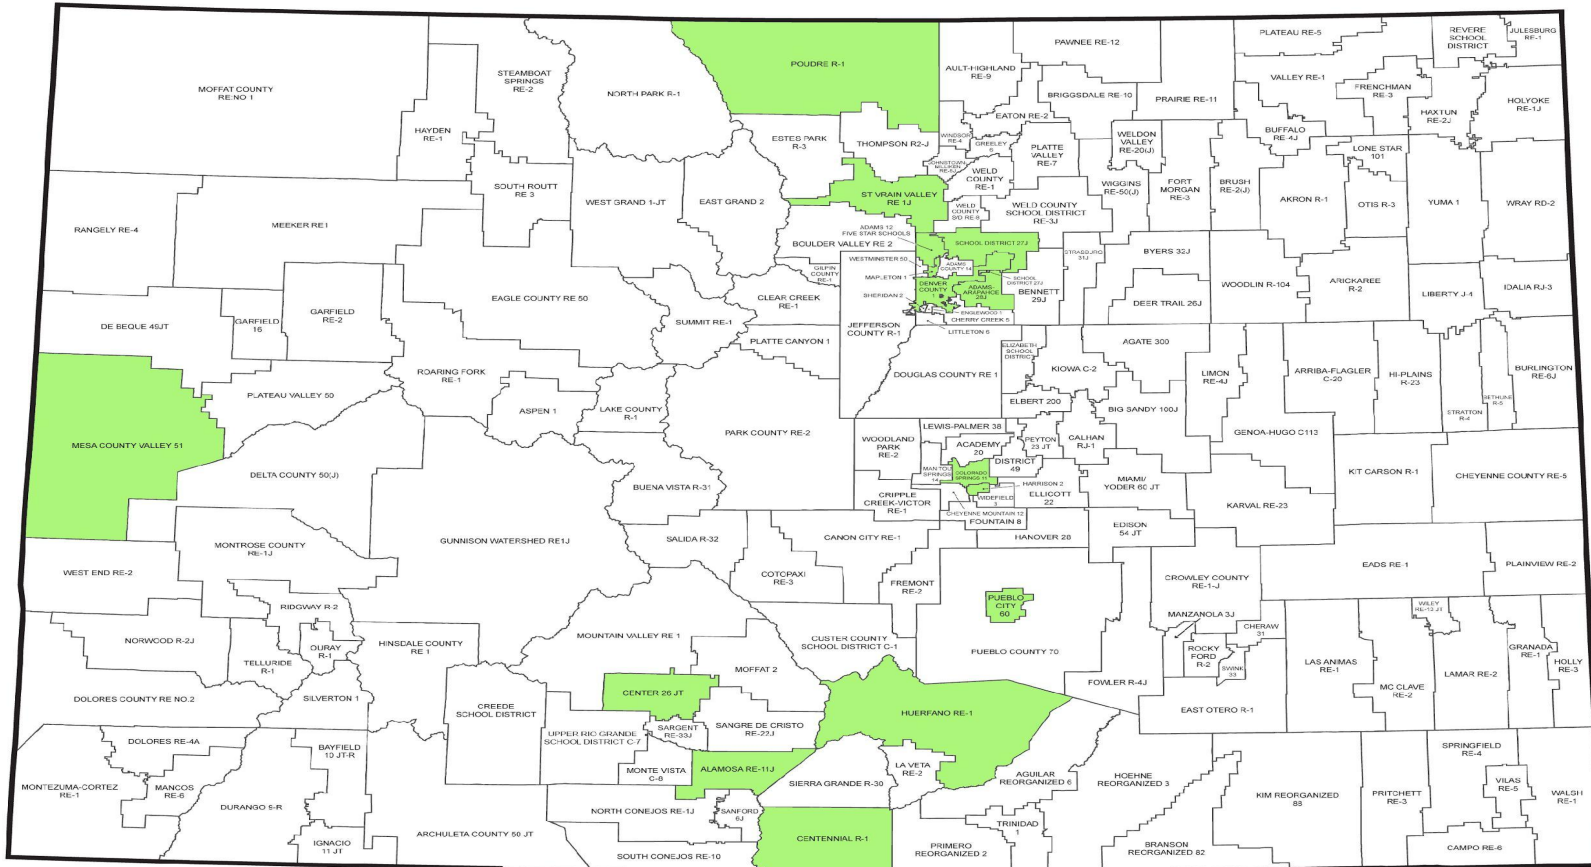 MOFFAT COUNTY
RE:NO 1
STEAMBOAT
SPRINGS
RE-2
HAYDEN
RE-1
NORTH PARK R-1
POUDRE R-1
AULT-HIGHLAND
RE-9
PAWNEE RE-12
BRIGGSDALE RE-10
PRAIRIE RE-11
EATON RE-2
PLATEAU RE-5
REVERE
SCHOOL
DISTRICT
JULESBURG
RE-1
VALLEY RE-1
FRENCHMAN
RE-3
HAXTUN
RE-2J
HOLYOKE
RE-1J
BUFFALO
RE-4J
LONE STAR
101
ESTES PARK
R-3
THOMPSON R2-J
WINDSOR
RE-4
GREELEY
6
PLATTE
VALLEY
RE-7
WELDON
VALLEY
RE-20(J)
JOHNSTOWN
MILLIKEN
RE-5J
WELD
COUNTY
RE-1
WIGGINS
RE-50(J)
FORT
MORGAN
RE-3
BRUSH
RE-2(J)
AKRON R-1
OTIS R-3
YUMA 1
WRAY RD-2
SOUTH ROUTT
RE 3
WEST GRAND 1-JT
EAST GRAND 2
ST VRAIN VALLEY
RE 1J
WELD
COUNTY
S/D RE-8
WELD COUNTY
SCHOOL DISTRICT
RE-3J
RANGELY RE-4
MEEKER RE1
ADAMS 12
FIVE STAR SCHOOLS
BOULDER VALLEY RE 2
SCHOOL DISTRICT 27J
STRASBURG
31J
BYERS 32J
WESTMINSTER 50
ADAMS
COUNTY 14
GILPIN
COUNTY
RE-1
MAPLETON 1
SCHOOL
DISTRICT 27J
BENNETT
29J
DENVER
COUNTY
1
ADAMS-
ARAPAHOE
28J
SHERIDAN 2
ENGLEWOOD 1
CHERRY CREEK 5
LITTLETON 6
DEER TRAIL 26J
WOODLIN R-104
ARICKAREE
R-2
LIBERTY J-4
IDALIA RJ-3
CLEAR CREEK
RE-1
EAGLE COUNTY RE 50
SUMMIT RE-1
JEFFERSON
COUNTY R-1
DE BEQUE 49JT
GARFIELD
16
GARFIELD
RE-2
PLATTE CANYON 1
ELIZABETH
SCHOOL
DISTRICT
AGATE 300
KIOWA C-2
LIMON
RE-4J
ARRIBA-FLAGLER
C-20
HI-PLAINS
R-23
STRATTON
R-4
BETHUNE
R-5
BURLINGTON
RE-6J
DOUGLAS COUNTY RE 1
ROARING FORK
RE-1
PLATEAU VALLEY 50
ASPEN 1
LAKE COUNTY
R-1
ELBERT 200
BIG SANDY 100J
GENOA-HUGO C113
MESA COUNTY VALLEY 51
PARK COUNTY RE-2
LEWIS-PALMER 38
WOODLAND
PARK
RE-2
ACADEMY
20
PEYTON
23 JT
CALHAN
RJ-1
DISTRICT
49
MANITOU
SPRINGS
14
COLORADO
SPRINGS 11
HARRISON 2
WIDEFIELD
3
ELLICOTT
22
MIAMI/
YODER 60 JT
KIT CARSON R-1
CHEYENNE COUNTY RE-5
DELTA COUNTY 50(J)
BUENA VISTA R-31
CRIPPLE
CREEK-VICTOR
RE-1
CHEYENNE MOUNTAIN 12
FOUNTAIN 8
KARVAL RE-23
GUNNISON WATERSHED RE1J
SALIDA R-32
CANON CITY RE-1
HANOVER 28
EDISON
54 JT
MONTROSE COUNTY
RE-1J
WEST END RE-2
COTOPAXI
RE-3
FREMONT
RE-2
EADS RE-1
PLAINVIEW RE-2
CROWLEY COUNTY
RE-1-J
RIDGWAY R-2
PUEBLO
CITY
60
MANZANOLA 3J
CHERAW
31
WILEY
RE-13 JT
NORWOOD R-2J
OURAY
R-1
TELLURIDE
R-1
HINSDALE COUNTY
RE 1
MOUNTAIN VALLEY RE 1
CUSTER COUNTY
SCHOOL DISTRICT C-1
PUEBLO COUNTY 70
ROCKY
FORD
R-2
SWINK
33
LAS ANIMAS
RE-1
MC CLAVE
RE-2
LAMAR RE-2
GRANADA
RE-1
HOLLY
RE-3
DOLORES COUNTY RE NO.2
SILVERTON 1
CREEDE
SCHOOL DISTRICT
CENTER 26 JT
MOFFAT 2
HUERFANO RE-1
FOWLER R-4J
EAST OTERO R-1
UPPER RIO GRANDE
SCHOOL DISTRICT C-7
SARGENT
RE-33J
SANGRE DE CRISTO
RE-22J
DOLORES RE-4A
BAYFIELD
10 JT-R
MONTE VISTA
C-8
ALAMOSA RE-11J
SIERRA GRANDE R-30
LA VETA
RE-2
AGUILAR
REORGANIZED 6
HOEHNE
REORGANIZED 3
SPRINGFIELD
RE-4
MONTEZUMA-CORTEZ
RE-1
MANCOS
RE-6
DURANGO 9-R
NORTH CONEJOS RE-1J
SANFORD
6J
KIM REORGANIZED
88
PRITCHETT
RE-3
VILAS
RE-5
WALSH
RE-1
IGNACIO
11 JT
ARCHULETA COUNTY 50 JT
SOUTH CONEJOS RE-10
CENTENNIAL R-1
PRIMERO
REORGANIZED 2
TRINIDAD
1
BRANSON
REORGANIZED 82
CAMPO RE-6